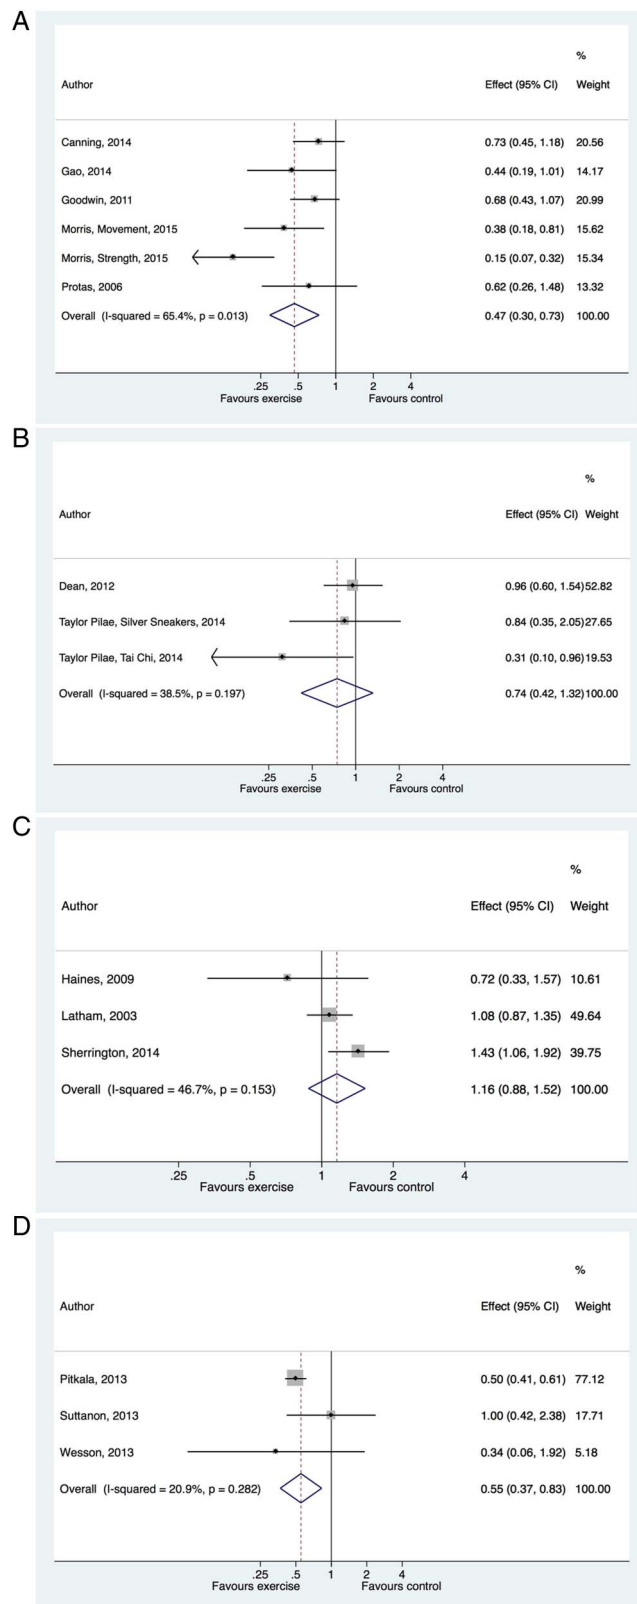 A
%
Author Effect (95% CI) Weight
Canning, 2014 0.73 (0.45, 1.18) 20.56
Gao, 2014 0.44 (0.19, 1.01) 14.17
Goodwin, 2011 0.68 (0.43, 1.07) 20.99
Morris, Movement, 2015 0.38 (0.18, 0.81) 15.62
Morris, Strength, 2015 0.15 (0.07, 0.32) 15.34
Protas, 2006 0.62 (0.26, 1.48) 13.32
Overall (I-squared = 65.4%, p = 0.013) 0.47 (0.30, 0.73) 100.00
.25 .5 1 2 4
Favours exercise Favours control
B
%
Author Effect (95% CI) Weight
Dean, 2012 0.96 (0.60, 1.54) 52.82
Taylor Pilae, Silver Sneakers, 2014 0.84 (0.35, 2.05) 27.65
Taylor Pilae, Tai Chi, 2014 0.31 (0.10, 0.96) 19.53
Overall (I-squared = 38.5%, p = 0.197) 0.74 (0.42, 1.32) 100.00
.25 .5 1 2 4
Favours exercise Favours control
C
%
Author Effect (95% CI) Weight
Haines, 2009 0.72 (0.33, 1.57) 10.61
Latham, 2003 1.08 (0.87, 1.35) 49.64
Sherrington, 2014 1.43 (1.06, 1.92) 39.75
Overall (I-squared = 46.7%, p = 0.153) 1.16 (0.88, 1.52) 100.00
.25 .5 1 2 4
Favours exercise Favours control
D
%
Author Effect (95% CI) Weight
Pitkala, 2013 0.50 (0.41, 0.61) 77.12
Suttanon, 2013 1.00 (0.42, 2.38) 17.71
Wesson, 2013 0.34 (0.06, 1.92) 5.18
Overall (I-squared = 20.9%, p = 0.282) 0.55 (0.37, 0.83) 100.00
.25 .5 1 2 4
Favours exercise Favours control